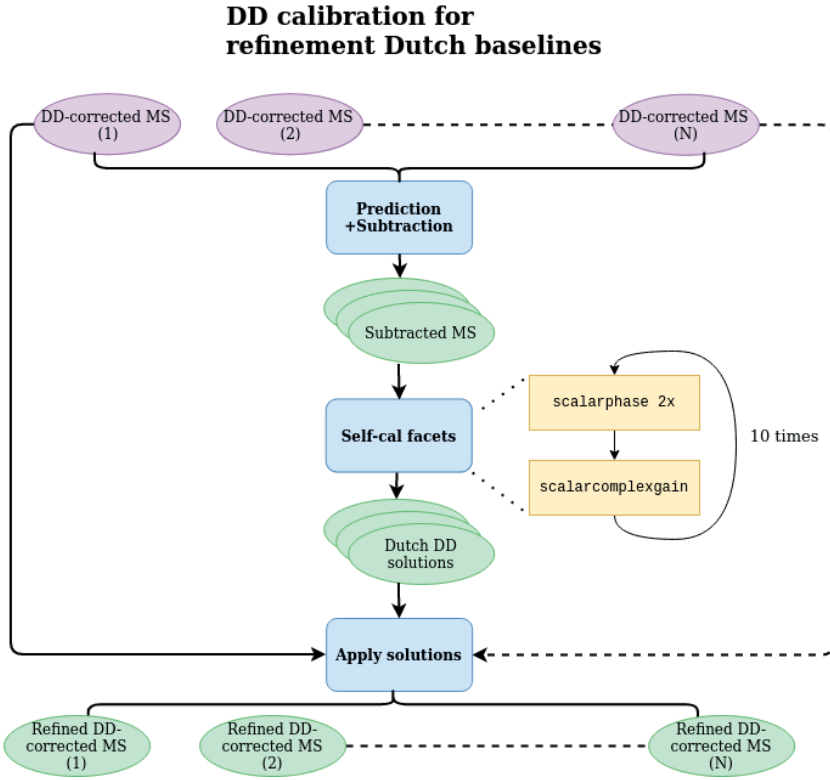 DD calibration for
refinement Dutch baselines
DD-corrected MS
(1)
DD-corrected MS
(2)
DD-corrected MS
(N)
Prediction
+Subtraction
Subtracted MS
Self-cal facets
scalarphase 2x
scalarcomplexgain
10 times
Dutch DD
solutions
Apply solutions
Refined DD-
corrected MS
(1)
Refined DD-
corrected MS
(2)
Refined DD-
corrected MS
(N)